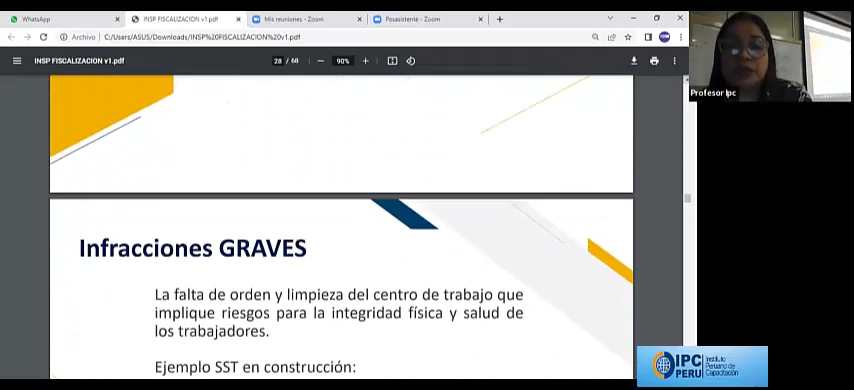 WhatsApp
INSP FISCALIZACION v1.pdf
Mis reuniones - Zoom
Posasistente - Zoom
Archivo | C:/Users/ASUS/Downloads/INSP%20FISCALIZACION%20v1.pdf
INSP FISCALIZACION v1.pdf
28 / 68
90%
Profesor Ipc
Infracciones GRAVES
La falta de orden y limpieza del centro de trabajo que
implique riesgos para la integridad física y salud de
los trabajadores.
Ejemplo SST en construcción:
IPC
PERU
Instituto
Peruano de
Capacitación